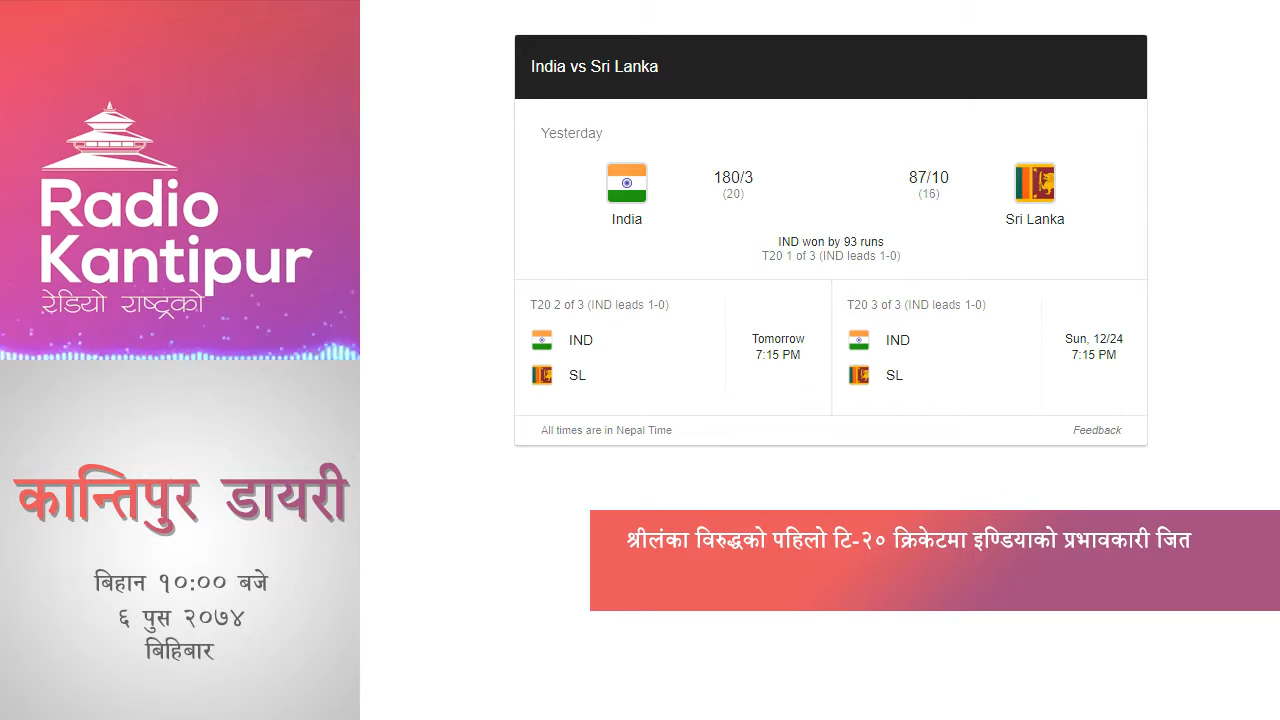 Radio
Kantipur
रेडियो राष्ट्रको
कान्तिपुर डायरी
बिहान १०:०० बजे
६ पुस २०७४
बिहिबार
India vs Sri Lanka
Yesterday
180/3
87/10
(20)
(16)
India
Sri Lanka
IND won by 93 runs
T20 1 of 3 (IND leads 1-0)
T20 2 of 3 (IND leads 1-0)
IND
SL
Tomorrow
7:15 PM
T20 3 of 3 (IND leads 1-0)
IND
SL
Sun, 12/24
7:15 PM
All times are in Nepal Time
Feedback
श्रीलंका विरुद्धको पहिलो टि-२० क्रिकेटमा इण्डियाको प्रभावकारी जित